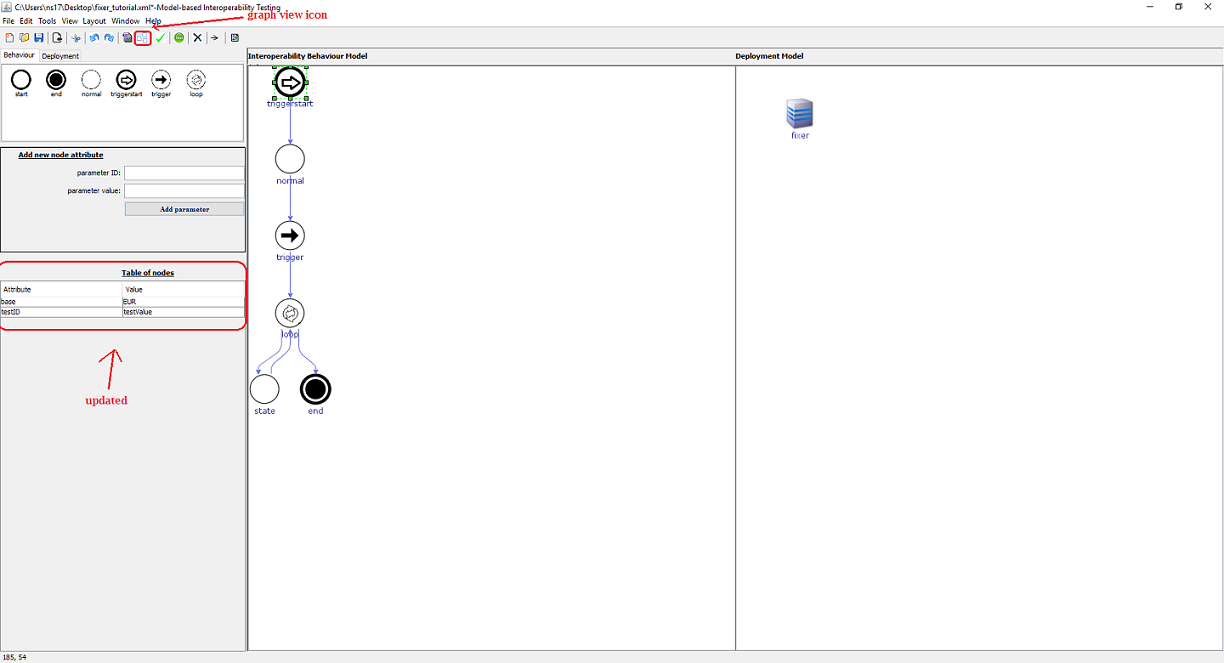 C:\Users\ns17\Desktop\fixer_tutorial.xml*-Model-based Interoperability Testing
File Edit Tools View Layout Window Help
graph view icon
Behaviour Deployment
start end normal triggerstart trigger loop
Add new node attribute
parameter ID:
parameter value:
Add parameter
Table of nodes
Attribute Value
base EUR
testID testValue
updated
Interoperability Behaviour Model
triggerstart
normal
trigger
loop
state end
Deployment Model
fixer
185, 54